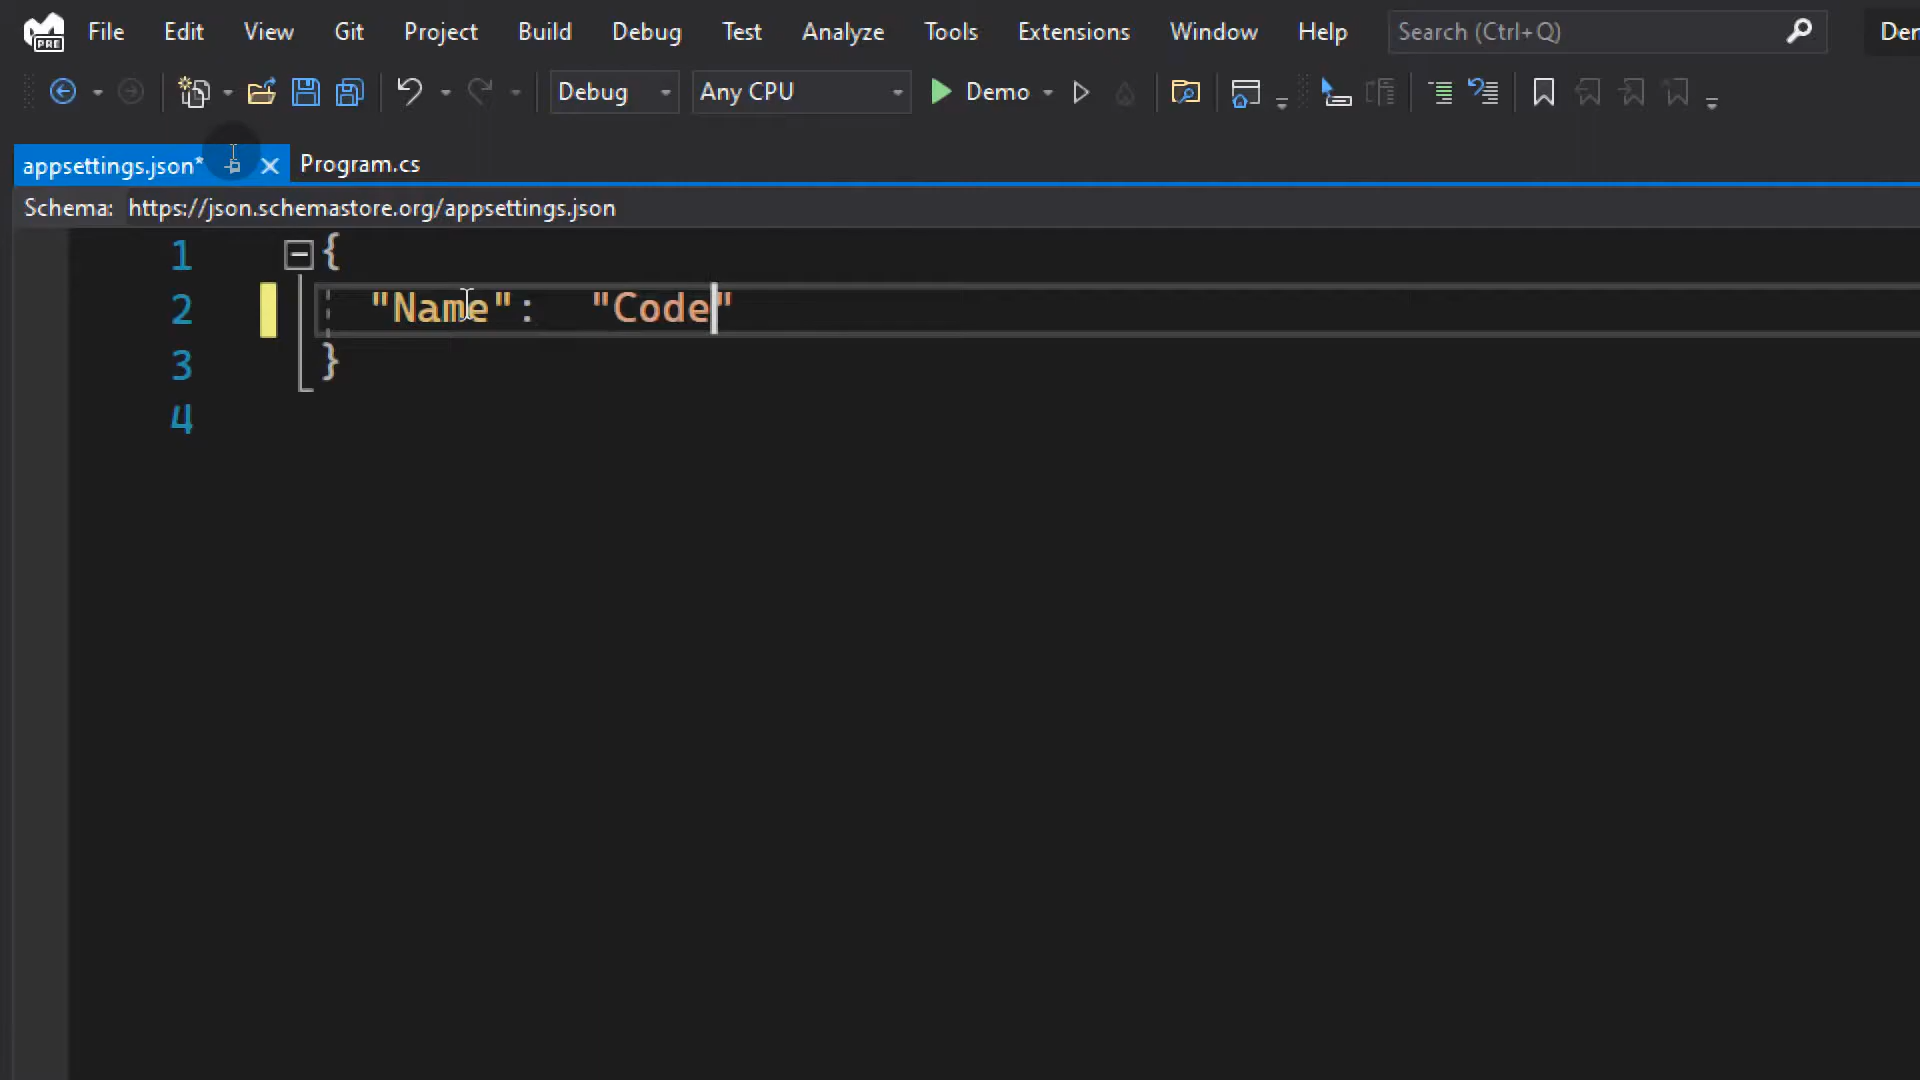 PRE File Edit View Git Project Build Debug Test Analyze Tools Extensions Window Help Search (Ctrl+Q)
Debug Any CPU Demo
appsettings.json* Program.cs
Schema: https://json.schemastore.org/appsettings.json
1 {
2 "Name": "Code"
3 }
4